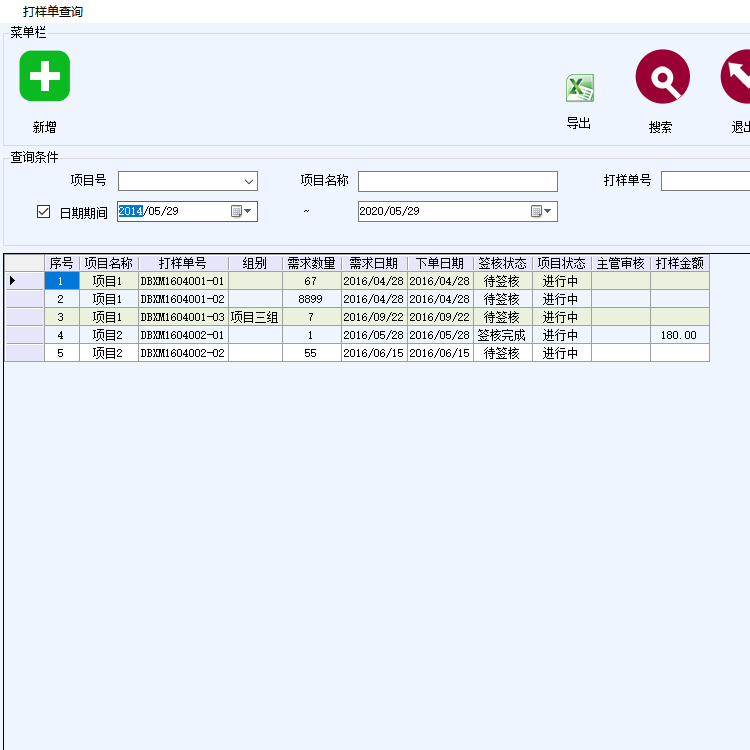 打样单查询
菜单栏
新增
导出
搜索
退出
查询条件
项目号
项目名称
打样单号
日期期间 2014/05/29 ~ 2020/05/29
序号 项目名称 打样单号 组别 需求数量 需求日期 下单日期 签核状态 项目状态 主管审核 打样金额
1 项目1 DBXM1604001-01 67 2016/04/28 2016/04/28 待签核 进行中
2 项目1 DBXM1604001-02 8899 2016/04/28 2016/04/28 待签核 进行中
3 项目1 DBXM1604001-03 项目三组 7 2016/09/22 2016/09/22 待签核 进行中
4 项目2 DBXM1604002-01 1 2016/05/28 2016/05/28 签核完成 进行中 180.00
5 项目2 DBXM1604002-02 55 2016/06/15 2016/06/15 待签核 进行中